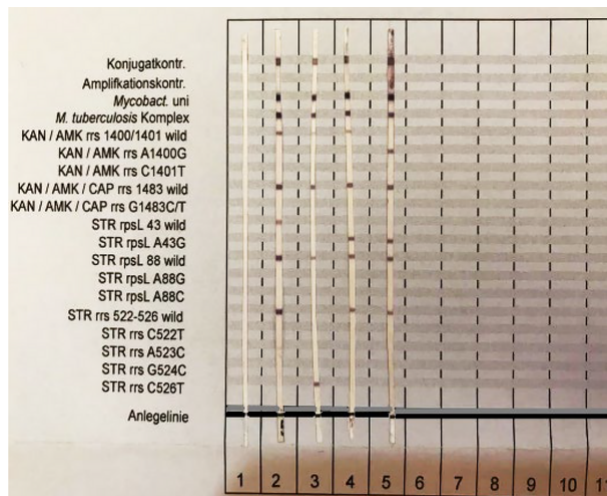 Konjugatkontr.
Amplifkationskontr.
Mycobact. uni
M. tuberculosis Komplex
KAN / AMK rrs 1400/1401 wild
KAN / AMK rrs A1400G
KAN / AMK rrs C1401T
KAN / AMK / CAP rrs 1483 wild
KAN / AMK / CAP rrs G1483C/T
STR rpsL 43 wild
STR rpsL A43G
STR rpsL 88 wild
STR rpsL A88G
STR rpsL A88C
STR rrs 522-526 wild
STR rrs C522T
STR rrs A523C
STR rrs G524C
STR rrs C526T
Anlegelinie
1 2 3 4 5 6 7 8 9 10 11